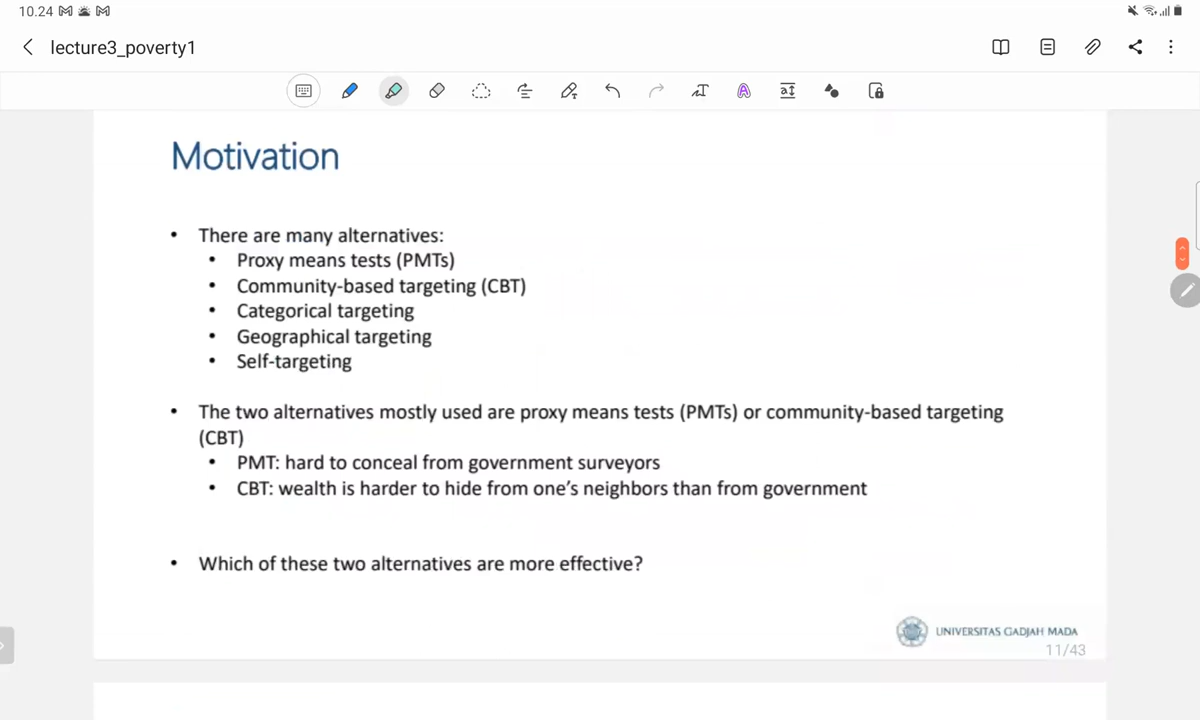 10.24
lecture3_poverty1
Motivation
• There are many alternatives:
• Proxy means tests (PMTs)
• Community-based targeting (CBT)
• Categorical targeting
• Geographical targeting
• Self-targeting
• The two alternatives mostly used are proxy means tests (PMTs) or community-based targeting
(CBT)
• PMT: hard to conceal from government surveyors
• CBT: wealth is harder to hide from one's neighbors than from government
• Which of these two alternatives are more effective?
UNIVERSITAS GADJAH MADA
11/43